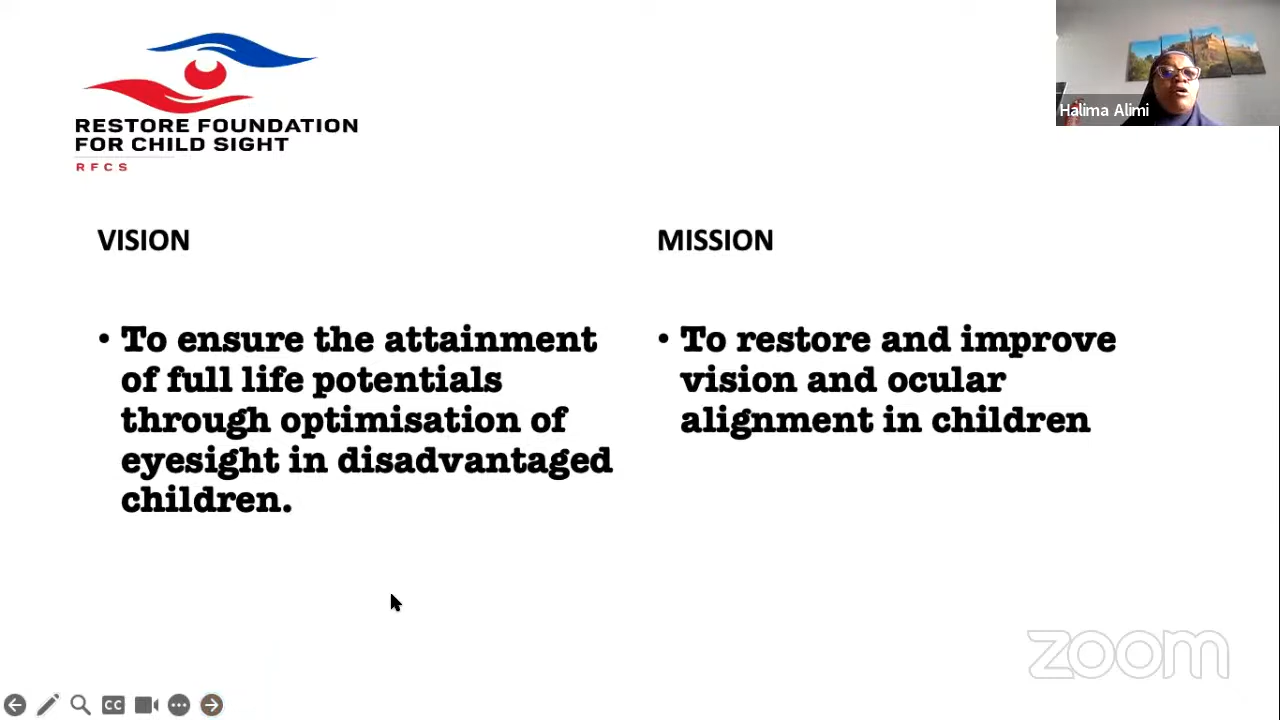 RESTORE FOUNDATION
FOR CHILD SIGHT
RFCS
Halima Alimi
VISION
• To ensure the attainment
of full life potentials
through optimisation of
eyesight in disadvantaged
children.
MISSION
• To restore and improve
vision and ocular
alignment in children
zoom
CC